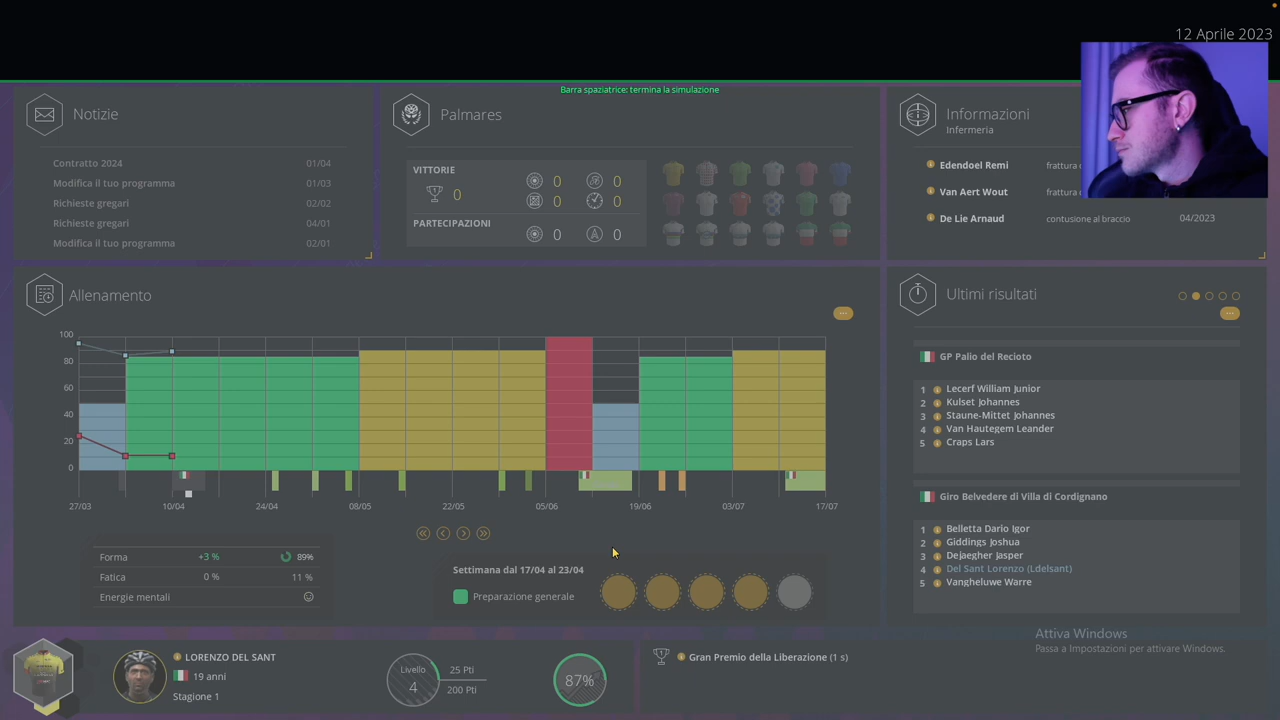 12 Aprile 2023
Barra spaziatrice: termina la simulazione
Notizie
Contratto 2024 01/04
Modifica il tuo programma 01/03
Richieste gregari 02/02
Richieste gregari 04/01
Modifica il tuo programma 02/01
Palmares
VITTORIE
0
0 0
0 0
PARTECIPAZIONI
0 0
Informazioni
Infermeria
Edendoel Remi frattura
Van Aert Wout frattura
De Lie Arnaud contusione al braccio 04/2023
Allenamento
100
80
60
40
20
0
27/03 10/04 24/04 08/05 22/05 05/06 19/06 03/07 17/07
Forma +3 % 89%
Fatica 0 % 11 %
Energie mentali
Settimana dal 17/04 al 23/04
Preparazione generale
Ultimi risultati
GP Palio del Recioto
1 Lecerf William Junior
2 Kulset Johannes
3 Staune-Mittet Johannes
4 Van Hautegem Leander
5 Craps Lars
Giro Belvedere di Villa di Cordignano
1 Belletta Dario Igor
2 Giddings Joshua
3 Dejaegher Jasper
4 Del Sant Lorenzo (Ldelsant)
5 Vangheluwe Warre
Attiva Windows
Passa a Impostazioni per attivare Windows.
LORENZO DEL SANT
19 anni
Stagione 1
Livello
4
25 Pti
200 Pti
87%
Gran Premio della Liberazione (1 s)